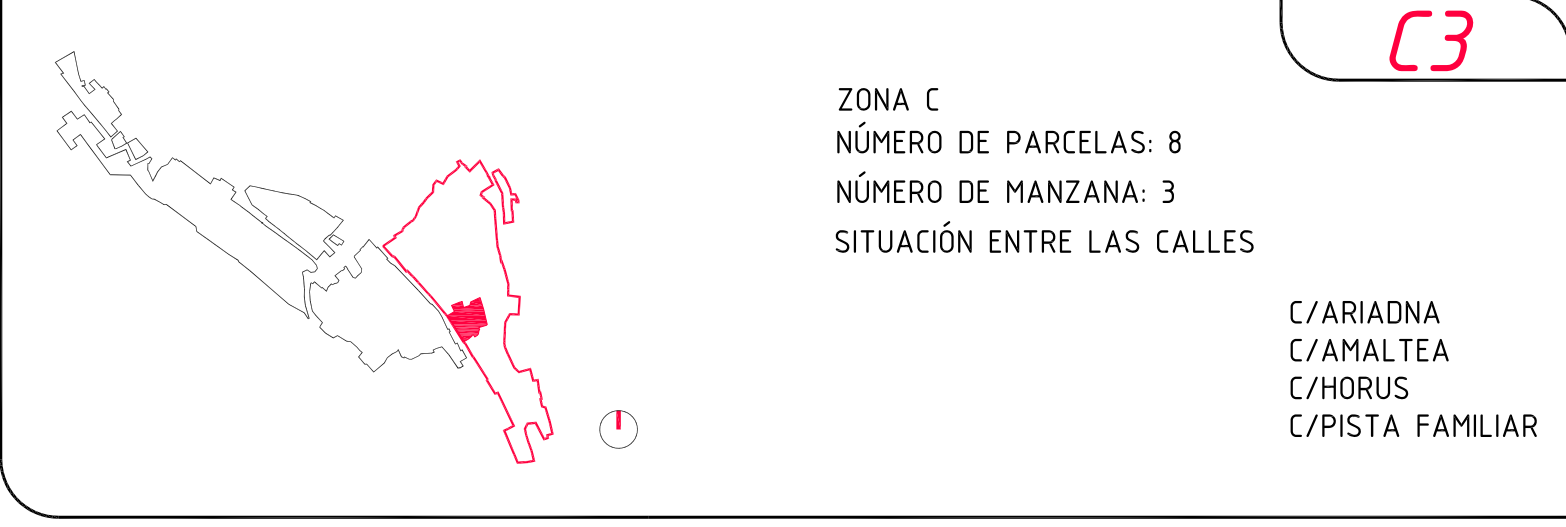 C3
ZONA C
NÚMERO DE PARCELAS: 8
NÚMERO DE MANZANA: 3
SITUACIÓN ENTRE LAS CALLES
C/ARIADNA
C/AMALTEA
C/HORUS
C/PISTA FAMILIAR